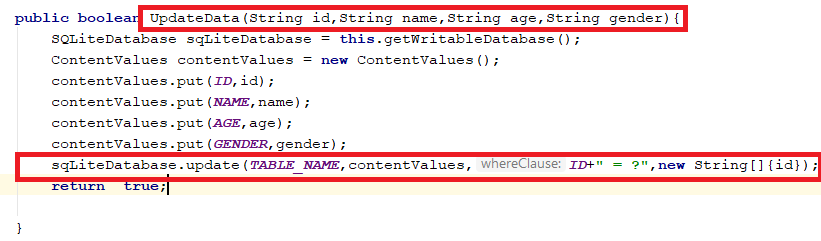 public boolean UpdateData(String id,String name,String age,String gender){
SQLiteDatabase sqLiteDatabase = this.getWritableDatabase();
ContentValues contentValues = new ContentValues();
contentValues.put(ID,id);
contentValues.put(NAME,name);
contentValues.put(AGE,age);
contentValues.put(GENDER,gender);
sqLiteDatabase.update(TABLE_NAME,contentValues, whereClause: ID+" = ?",new String[]{id});
return true;
}